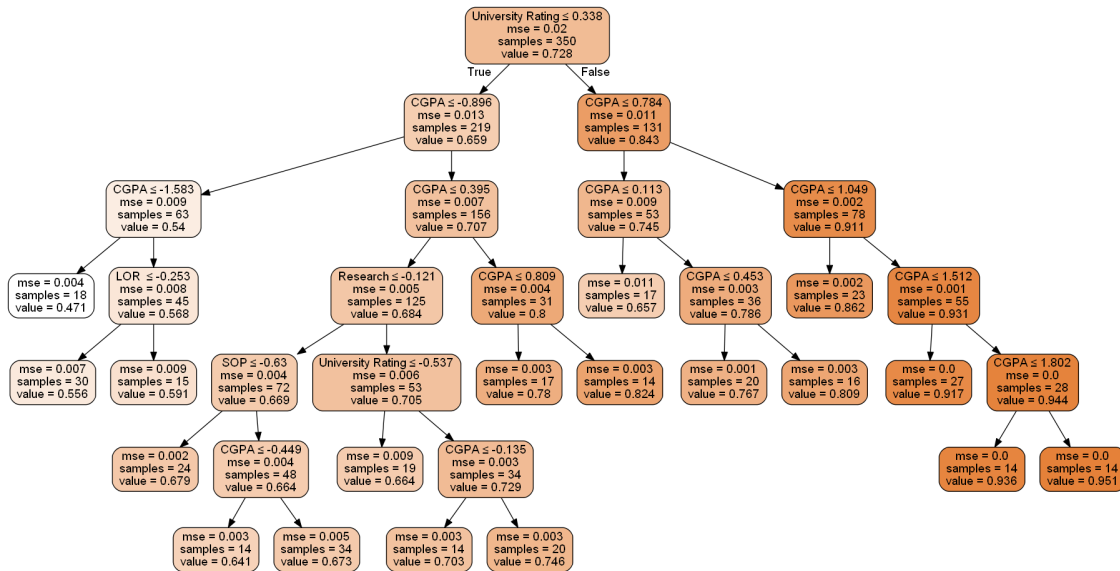 University Rating ≤ 0.338
mse = 0.02
samples = 350
value = 0.728
True
False
CGPA ≤ -0.896
mse = 0.013
samples = 219
value = 0.659
CGPA ≤ 0.784
mse = 0.011
samples = 131
value = 0.843
CGPA ≤ -1.583
mse = 0.009
samples = 63
value = 0.54
CGPA ≤ 0.395
mse = 0.007
samples = 156
value = 0.707
CGPA ≤ 0.113
mse = 0.009
samples = 53
value = 0.745
CGPA ≤ 1.049
mse = 0.002
samples = 78
value = 0.911
mse = 0.004
samples = 18
value = 0.471
LOR ≤ -0.253
mse = 0.008
samples = 45
value = 0.568
Research ≤ -0.121
mse = 0.005
samples = 125
value = 0.684
CGPA ≤ 0.809
mse = 0.004
samples = 31
value = 0.8
mse = 0.011
samples = 17
value = 0.657
CGPA ≤ 0.453
mse = 0.003
samples = 36
value = 0.786
mse = 0.002
samples = 23
value = 0.862
CGPA ≤ 1.512
mse = 0.001
samples = 55
value = 0.931
mse = 0.007
samples = 30
value = 0.556
mse = 0.009
samples = 15
value = 0.591
SOP ≤ -0.63
mse = 0.004
samples = 72
value = 0.669
University Rating ≤ -0.537
mse = 0.006
samples = 53
value = 0.705
mse = 0.003
samples = 17
value = 0.78
mse = 0.003
samples = 14
value = 0.824
mse = 0.001
samples = 20
value = 0.767
mse = 0.003
samples = 16
value = 0.809
mse = 0.0
samples = 27
value = 0.917
CGPA ≤ 1.802
mse = 0.0
samples = 28
value = 0.944
mse = 0.002
samples = 24
value = 0.679
CGPA ≤ -0.449
mse = 0.004
samples = 48
value = 0.664
mse = 0.009
samples = 19
value = 0.664
CGPA ≤ -0.135
mse = 0.003
samples = 34
value = 0.729
mse = 0.0
samples = 14
value = 0.936
mse = 0.0
samples = 14
value = 0.951
mse = 0.003
samples = 14
value = 0.641
mse = 0.005
samples = 34
value = 0.673
mse = 0.003
samples = 14
value = 0.703
mse = 0.003
samples = 20
value = 0.746